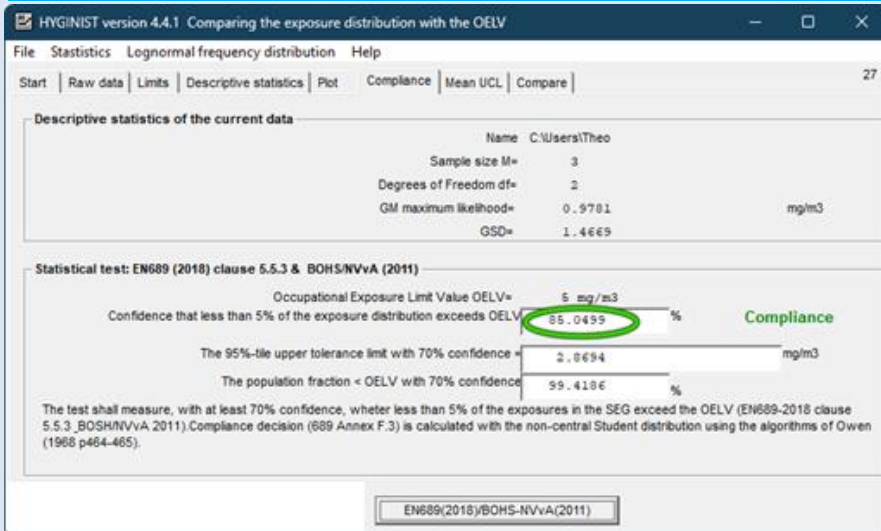 HYGINIST version 4.4.1 Comparing the exposure distribution with the OELV
File Stastistics Lognormal frequency distribution Help
Start Raw data Limits Descriptive statistics Plot Compliance Mean UCL Compare 27
Descriptive statistics of the current data
Name C:\Users\Theo
Sample size M= 3
Degrees of Freedom df= 2
GM maximum likelihood= 0.9781 mg/m3
GSD= 1.4669
Statistical test: EN689 (2018) clause 5.5.3 & BOHS/NVvA (2011)
Occupational Exposure Limit Value OELV= 5 mg/m3
Confidence that less than 5% of the exposure distribution exceeds OELV 85.0499 % Compliance
The 95%-tile upper tolerance limit with 70% confidence = 2.8694 mg/m3
The population fraction < OELV with 70% confidence 99.4186 %
The test shall measure, with at least 70% confidence, wheter less than 5% of the exposures in the SEG exceed the OELV (EN689-2018 clause
5.5.3_BOSH/NVvA 2011).Compliance decision (689 Annex F.3) is calculated with the non-central Student distribution using the algorithms of Owen
(1968 p464-465).
EN689(2018)/BOHS-NVvA(2011)